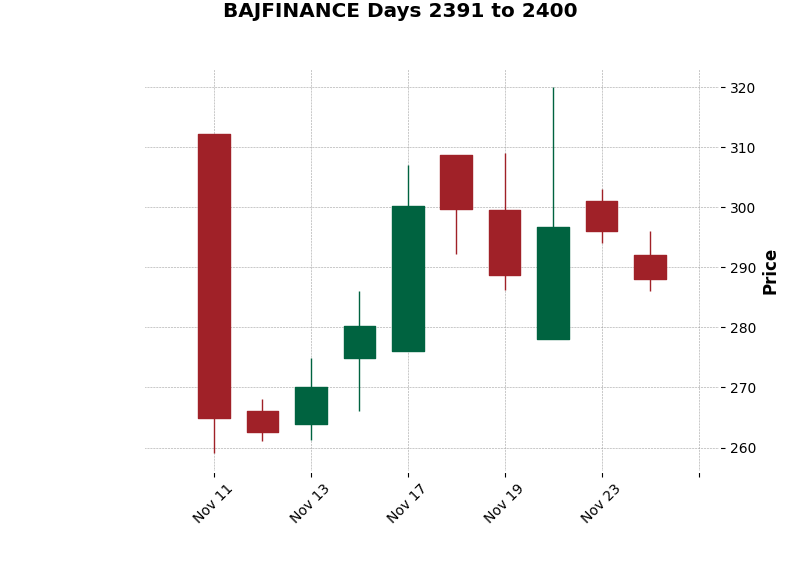 BAJFINANCE Days 2391 to 2400
320
310
300
290
280
270
260
Price
Nov 11
Nov 13
Nov 17
Nov 19
Nov 23